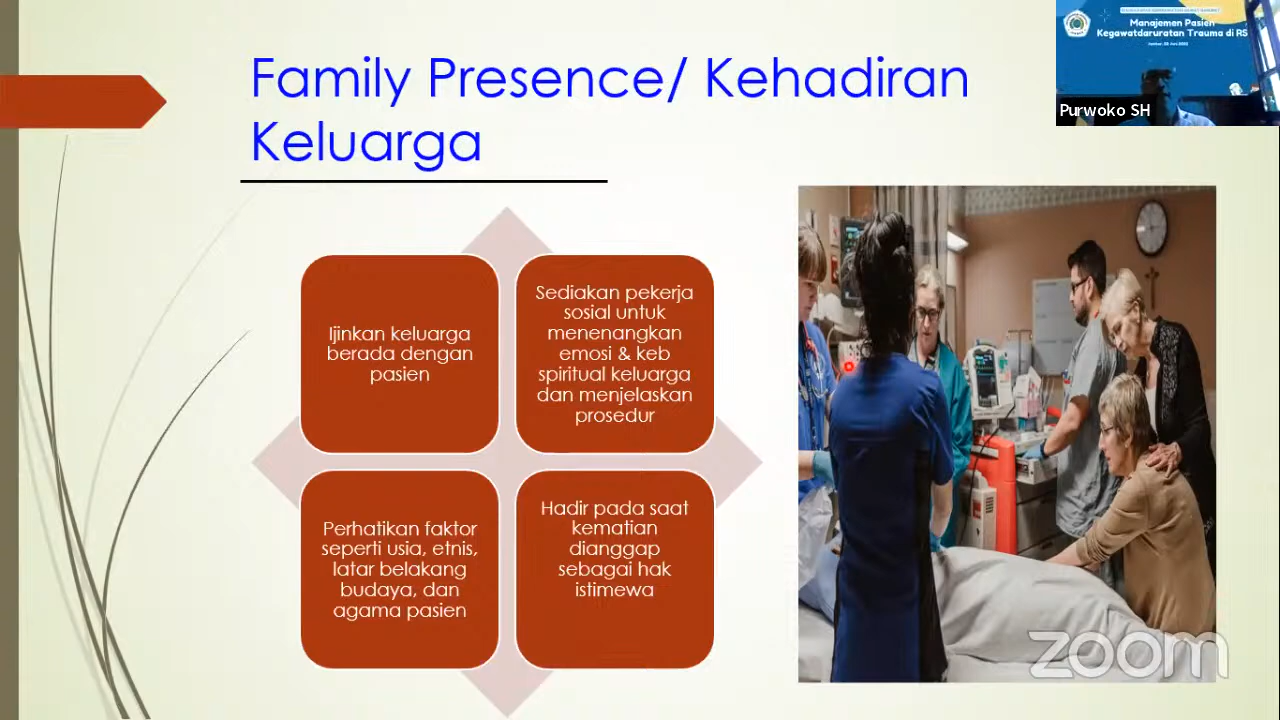 Family Presence/ Kehadiran
Keluarga
Ijinkan keluarga
berada dengan
pasien
Sediakan pekerja
sosial untuk
menenangkan
emosi & keb
spiritual keluarga
dan menjelaskan
prosedur
Perhatikan faktor
seperti usia, etnis,
latar belakang
budaya, dan
agama pasien
Hadir pada saat
kematian
dianggap
sebagai hak
istimewa
Manajemen Pasien
Kegawatdaruratan Trauma di RS
Purwoko SH
zoom